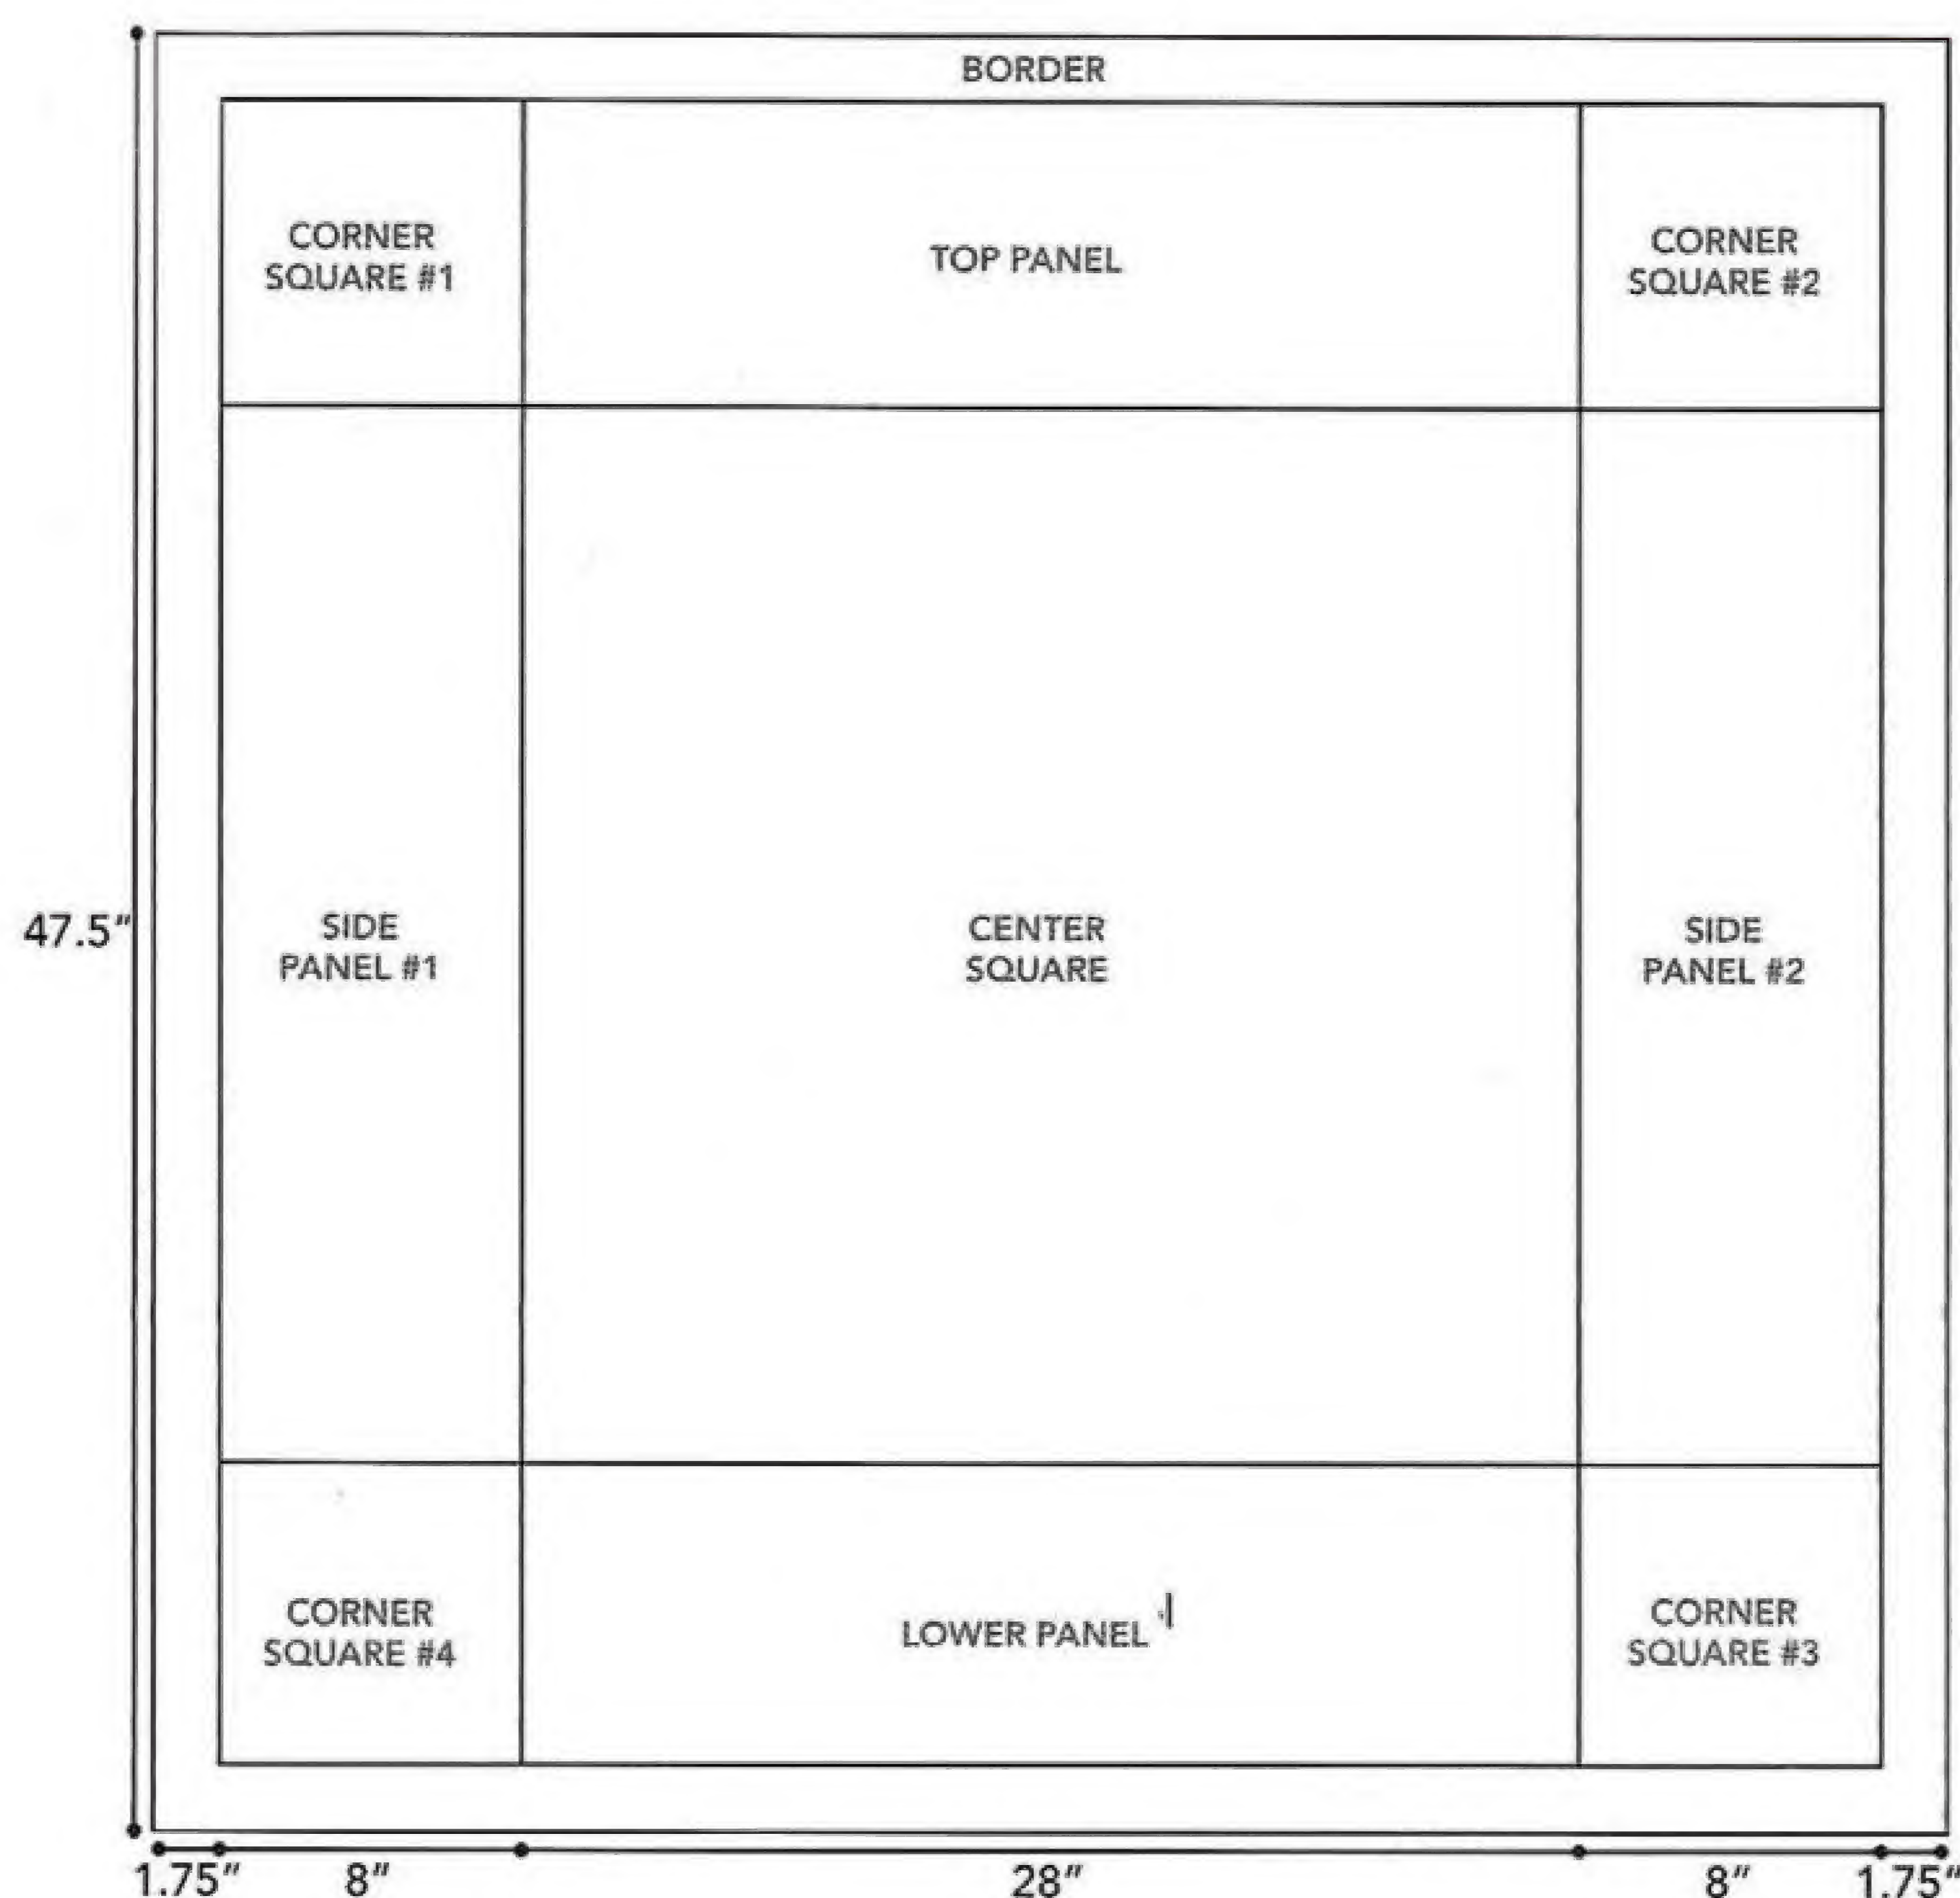 BORDER
CORNER
SQUARE #1
TOP PANEL
CORNER
SQUARE #2
47.5"
SIDE
PANEL #1
CENTER
SQUARE
SIDE
PANEL #2
CORNER
SQUARE #4
LOWER PANEL
CORNER
SQUARE #3
1.75" 8" 28" 8" 1.75"